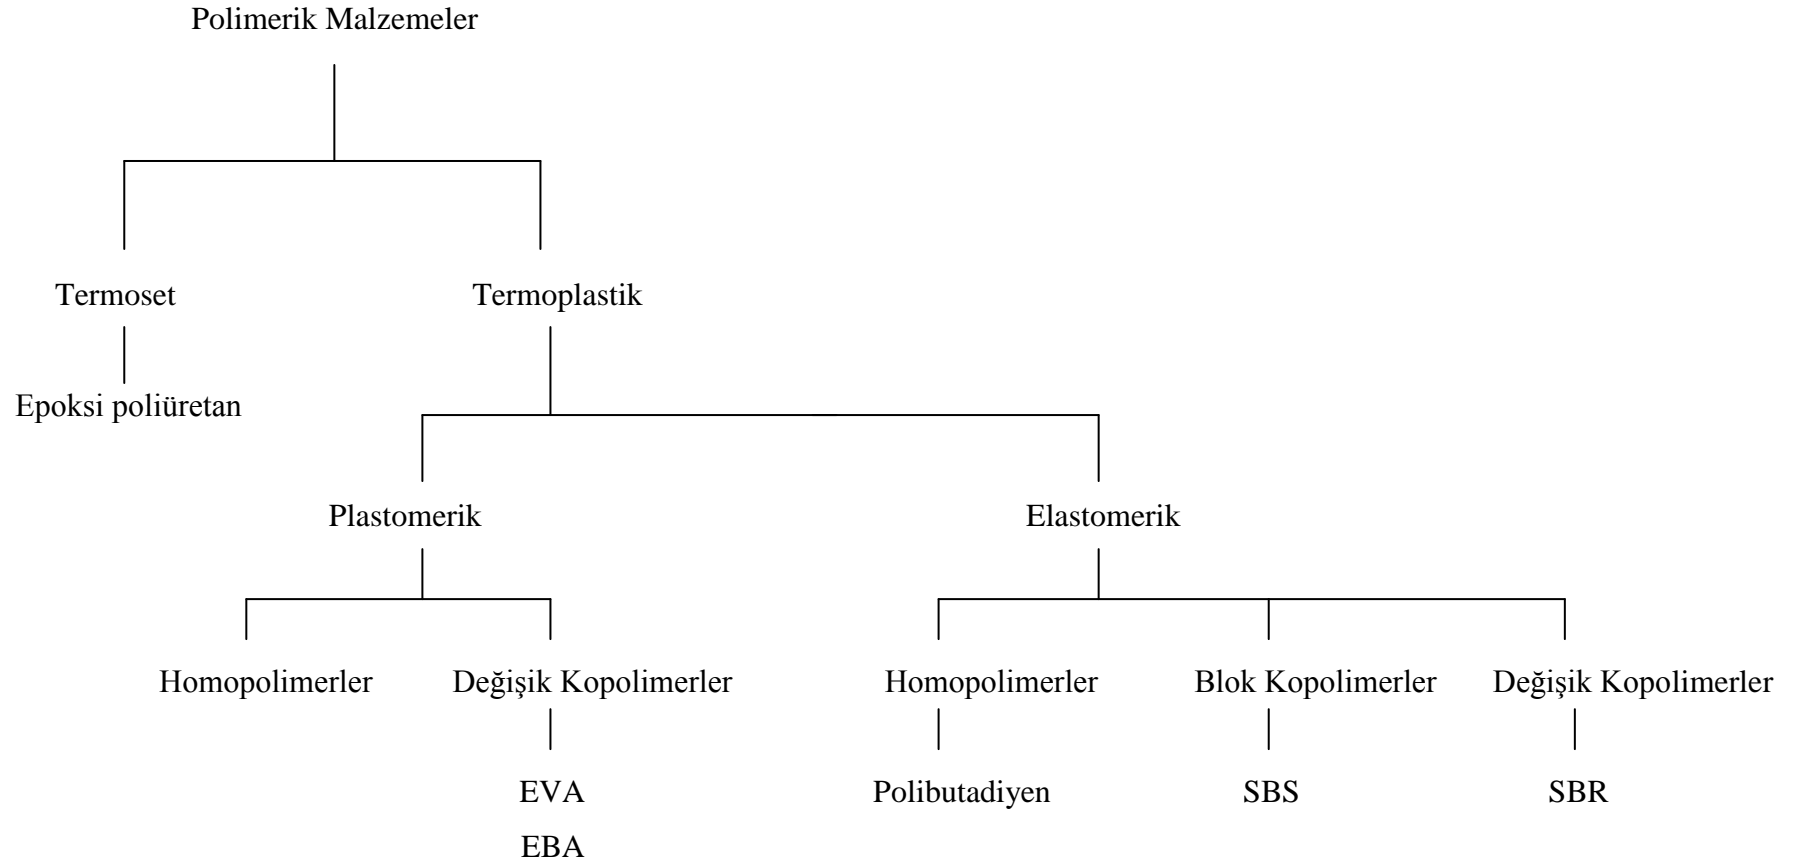 Polimerik Malzemeler
Termoset
Termoplastik
Epoksi poliüretan
Plastomerik
Elastomerik
Homopolimerler
Değişik Kopolimerler
Homopolimerler
Blok Kopolimerler
Değişik Kopolimerler
EVA
Polibutadiyen
SBS
SBR
EBA